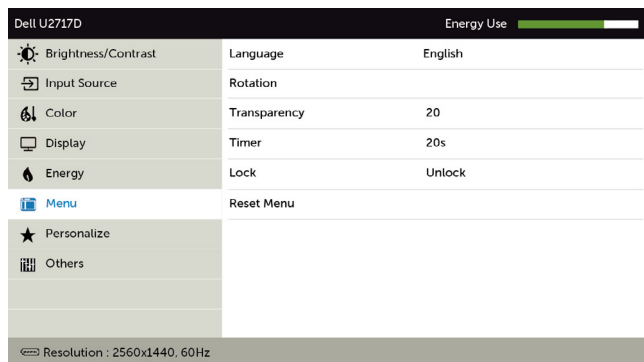 Dell U2717D Energy Use
Brightness/Contrast
Input Source
Color
Display
Energy
Menu
Personalize
Others
Language English
Rotation
Transparency 20
Timer 20s
Lock Unlock
Reset Menu
Resolution : 2560x1440, 60Hz